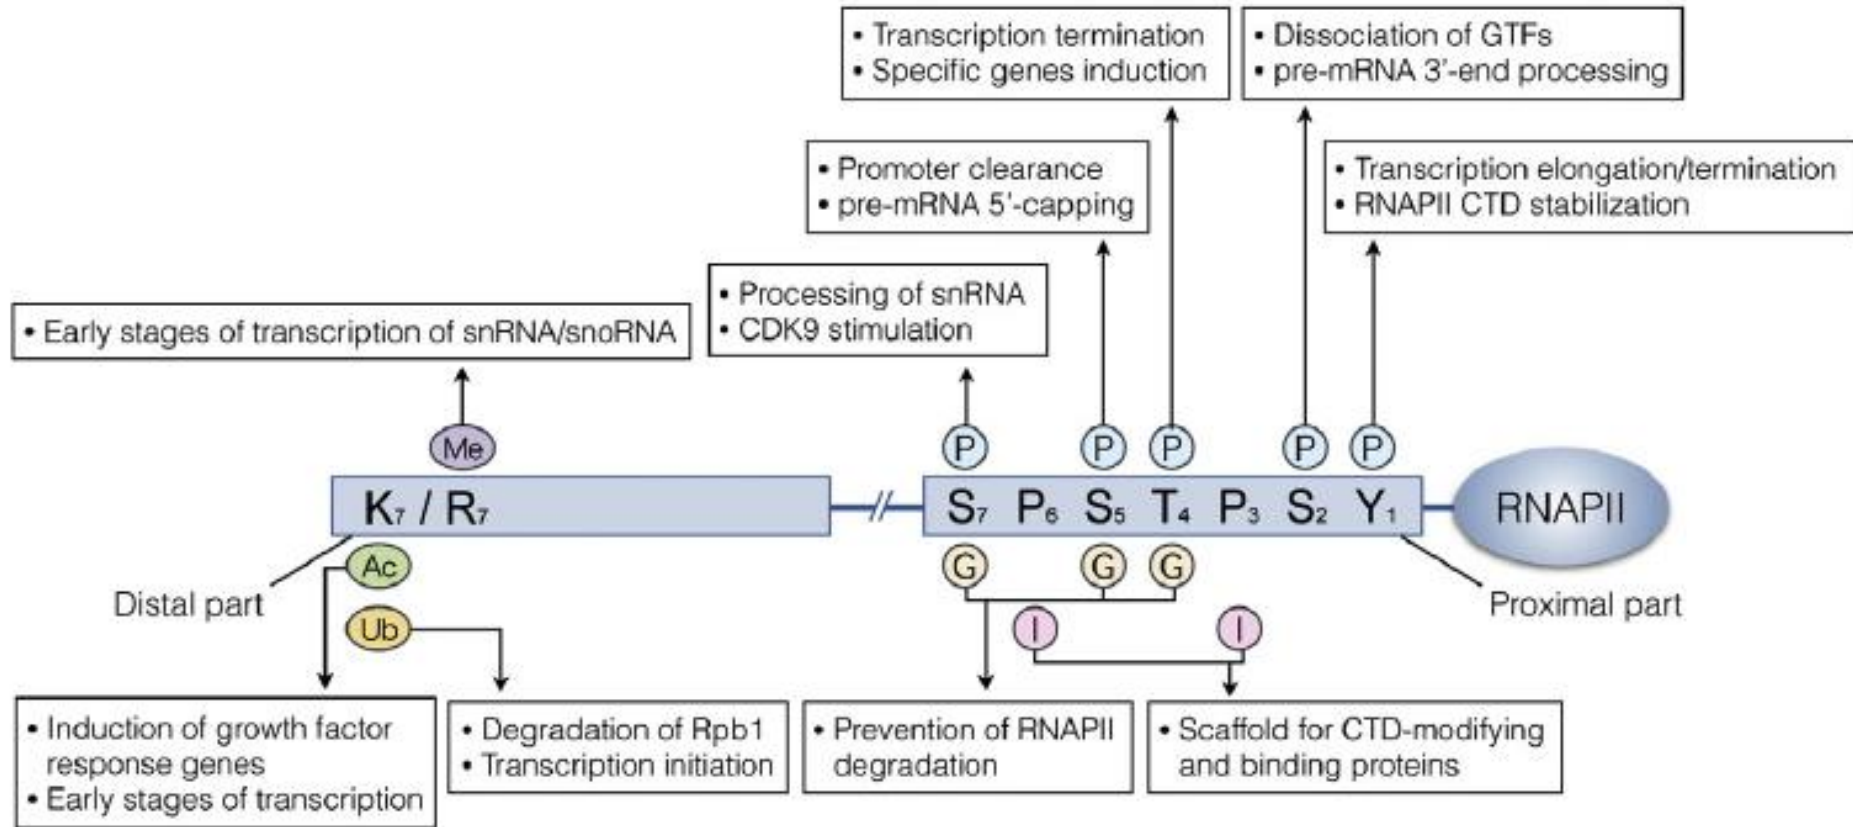 • Transcription termination
• Specific genes induction
• Dissociation of GTFs
• pre-mRNA 3'-end processing
• Promoter clearance
• pre-mRNA 5'-capping
• Transcription elongation/termination
• RNAPII CTD stabilization
• Processing of snRNA
• CDK9 stimulation
• Early stages of transcription of snRNA/snoRNA
Me
P
P
P
P
P
K₇ / R₇
S₇ P₆ S₅ T₄ P₃ S₂ Y₁
RNAPII
Ac
G
G
G
Distal part
Proximal part
Ub
I
I
• Induction of growth factor
response genes
• Early stages of transcription
• Degradation of Rpb1
• Transcription initiation
• Prevention of RNAPII
degradation
• Scaffold for CTD-modifying
and binding proteins